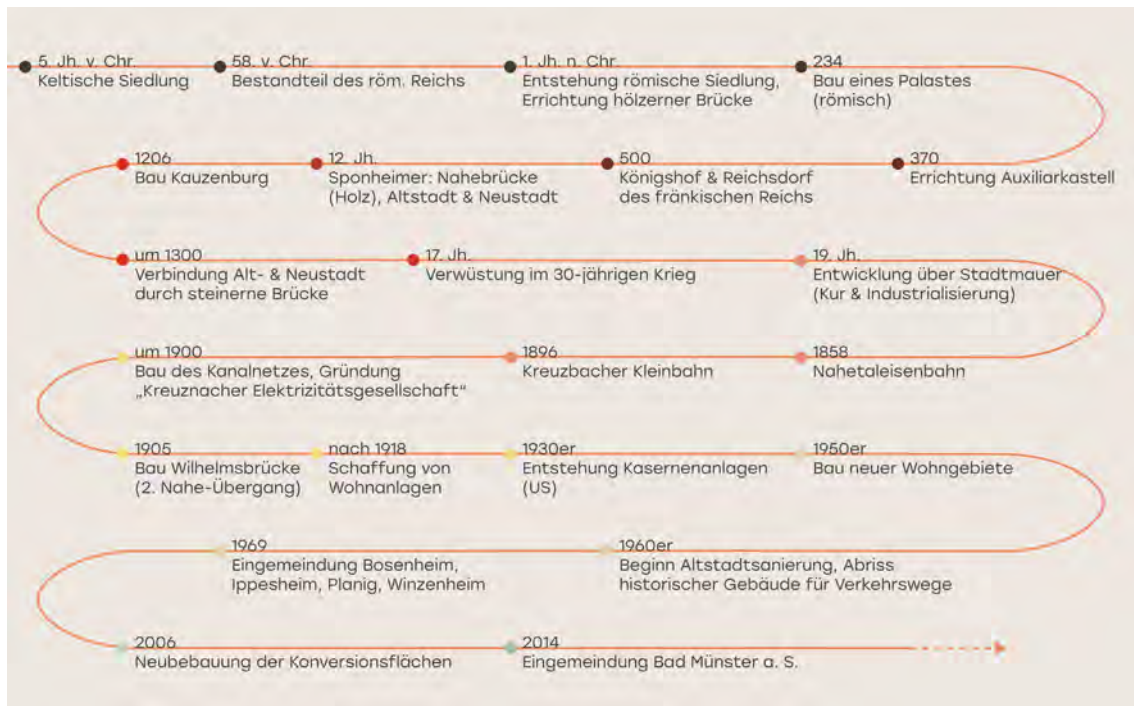 5. Jh. v. Chr.
Keltische Siedlung
58. v. Chr.
Bestandteil des röm. Reichs
1. Jh. n. Chr.
Entstehung römische Siedlung,
Errichtung hölzerner Brücke
234
Bau eines Palastes
(römisch)
370
Errichtung Auxiliarkastell
500
Königshof & Reichsdorf
des fränkischen Reichs
12. Jh.
Sponheimer: Nahebrücke
(Holz), Altstadt & Neustadt
1206
Bau Kauzenburg
um 1300
Verbindung Alt- & Neustadt
durch steinerne Brücke
17. Jh.
Verwüstung im 30-jährigen Krieg
19. Jh.
Entwicklung über Stadtmauer
(Kur & Industrialisierung)
1858
Nahetaleisenbahn
1896
Kreuzbacher Kleinbahn
um 1900
Bau des Kanalnetzes, Gründung
„Kreuznacher Elektrizitätsgesellschaft“
1905
Bau Wilhelmsbrücke
(2. Nahe-Übergang)
nach 1918
Schaffung von
Wohnanlagen
1930er
Entstehung Kasernenanlagen
(US)
1950er
Bau neuer Wohngebiete
1960er
Beginn Altstadtsanierung, Abriss
historischer Gebäude für Verkehrswege
1969
Eingemeindung Bosenheim,
Ippesheim, Planig, Winzenheim
2006
Neubebauung der Konversionsflächen
2014
Eingemeindung Bad Münster a. S.